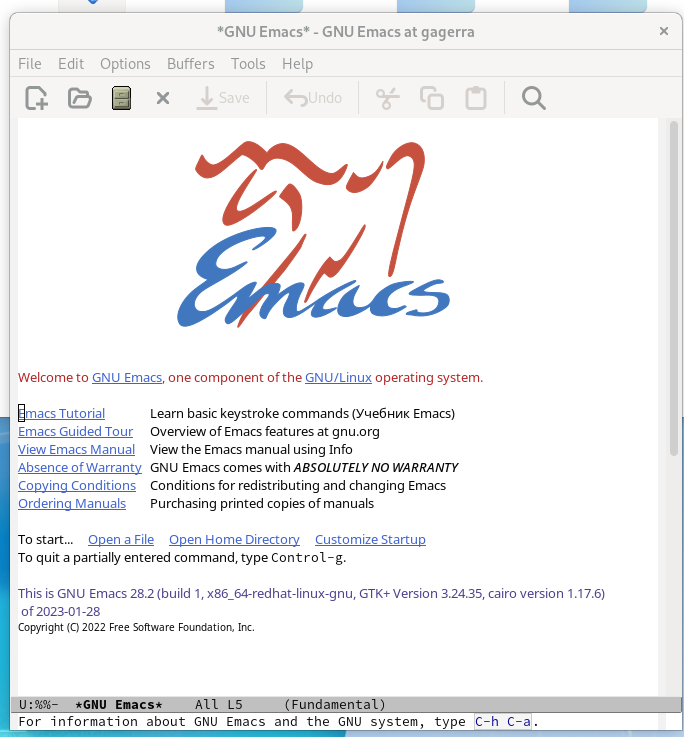 *GNU Emacs* - GNU Emacs at gagerra
File Edit Options Buffers Tools Help
Save Undo
Emacs
Welcome to GNU Emacs, one component of the GNU/Linux operating system.
Emacs Tutorial Learn basic keystroke commands (Учебник Emacs)
Emacs Guided Tour Overview of Emacs features at gnu.org
View Emacs Manual View the Emacs manual using Info
Absence of Warranty GNU Emacs comes with ABSOLUTELY NO WARRANTY
Copying Conditions Conditions for redistributing and changing Emacs
Ordering Manuals Purchasing printed copies of manuals
To start... Open a File Open Home Directory Customize Startup
To quit a partially entered command, type Control-g.
This is GNU Emacs 28.2 (build 1, x86_64-redhat-linux-gnu, GTK+ Version 3.24.35, cairo version 1.17.6)
of 2023-01-28
Copyright (C) 2022 Free Software Foundation, Inc.
U:%%- *GNU Emacs* All L5 (Fundamental)
For information about GNU Emacs and the GNU system, type C-h C-a.